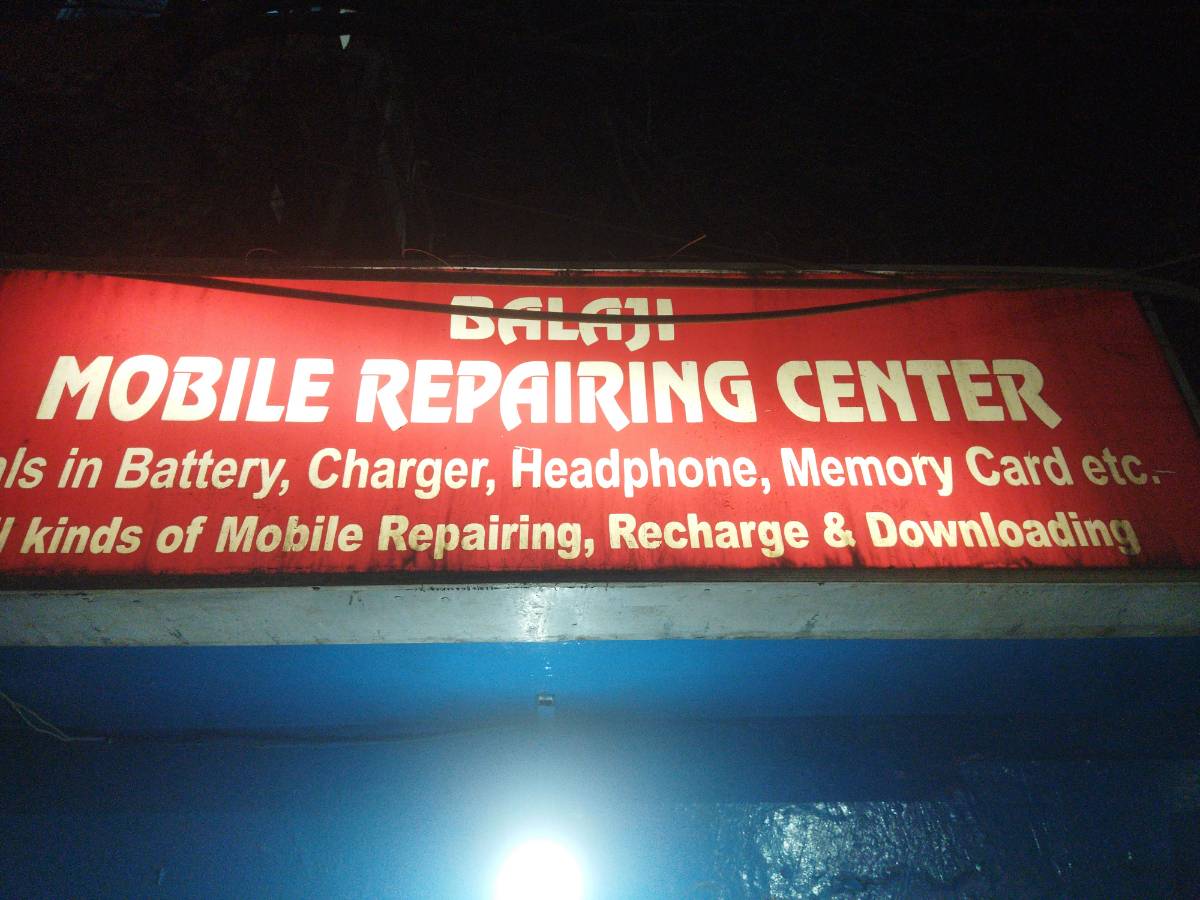 BALAJI
MOBILE REPAIRING CENTER
in Battery, Charger, Headphone, Memory Card etc.
kinds of Mobile Repairing, Recharge & Downloading